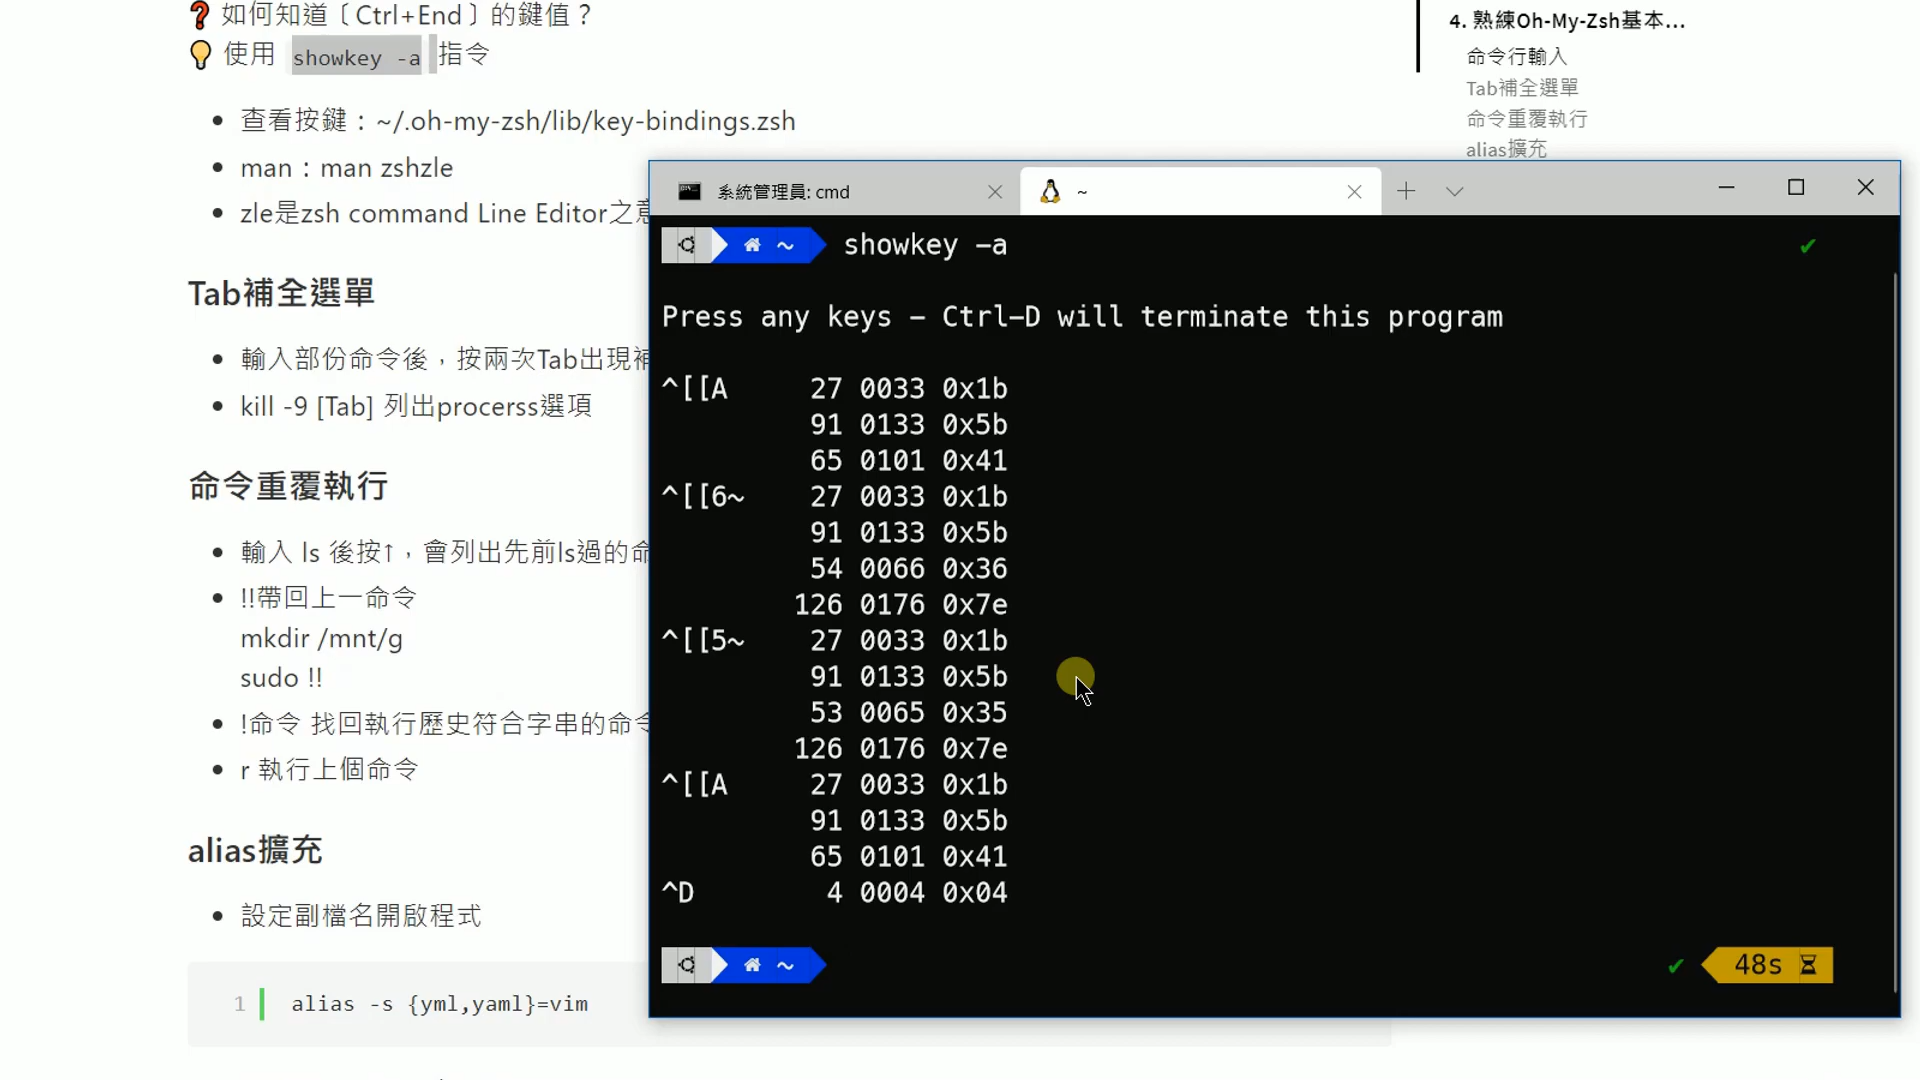 ❓ 如何知道〔Ctrl+End〕的鍵值？
💡 使用 showkey -a 指令
• 查看按鍵：~/.oh-my-zsh/lib/key-bindings.zsh
• man：man zshzle
• zle是zsh command Line Editor之意
Tab補全選單
• 輸入部份命令後，按兩次Tab出現補
• kill -9 [Tab] 列出procerss選項
命令重覆執行
• 輸入 ls 後按↑，會列出先前ls過的命
• !!帶回上一命令
mkdir /mnt/g
sudo !!
• !命令 找回執行歷史符合字串的命令
• r 執行上個命令
alias擴充
• 設定副檔名開啟程式
1 alias -s {yml,yaml}=vim
4. 熟練Oh-My-Zsh基本...
命令行輸入
Tab補全選單
命令重覆執行
alias擴充
系統管理員: cmd
~
~ showkey -a ✔
Press any keys - Ctrl-D will terminate this program
^[[A 27 0033 0x1b
91 0133 0x5b
65 0101 0x41
^[[6~ 27 0033 0x1b
91 0133 0x5b
54 0066 0x36
126 0176 0x7e
^[[5~ 27 0033 0x1b
91 0133 0x5b
53 0065 0x35
126 0176 0x7e
^[[A 27 0033 0x1b
91 0133 0x5b
65 0101 0x41
^D 4 0004 0x04
~ ✔ 48s